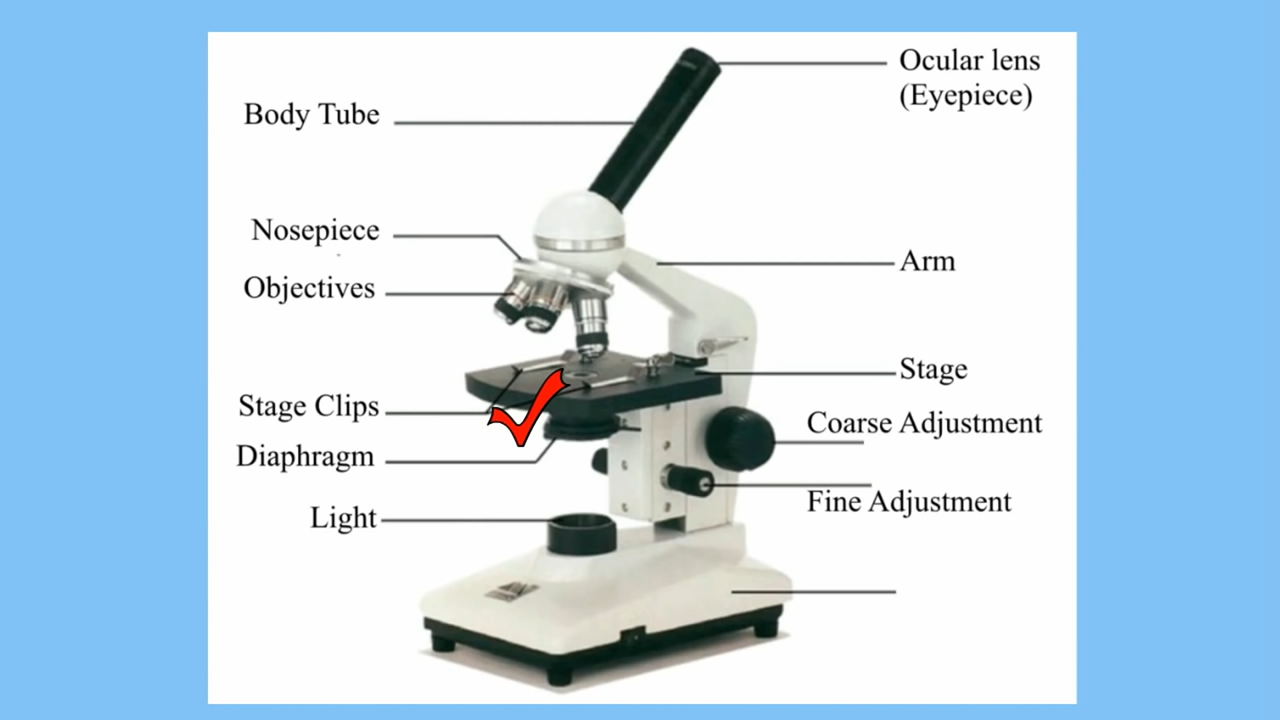 Ocular lens
(Eyepiece)
Body Tube
Nosepiece
Arm
Objectives
Stage
Stage Clips
Coarse Adjustment
Diaphragm
Fine Adjustment
Light